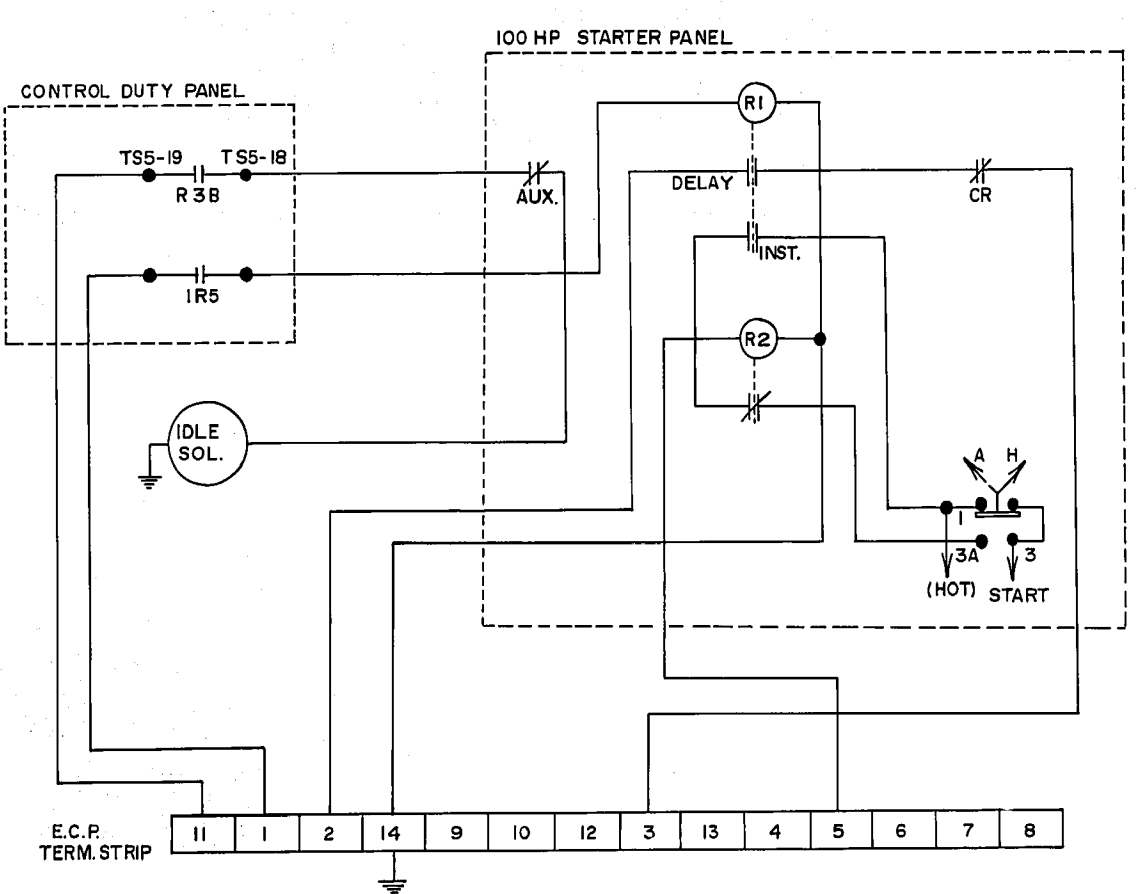 100 HP STARTER PANEL
CONTROL DUTY PANEL
R1
TS5-19 TS5-18
R3B
AUX.
DELAY
CR
INST.
1R5
R2
IDLE
SOL.
A H
1
3A 3
(HOT) START
E.C.P.
TERM. STRIP
11 1 2 14 9 10 12 3 13 4 5 6 7 8